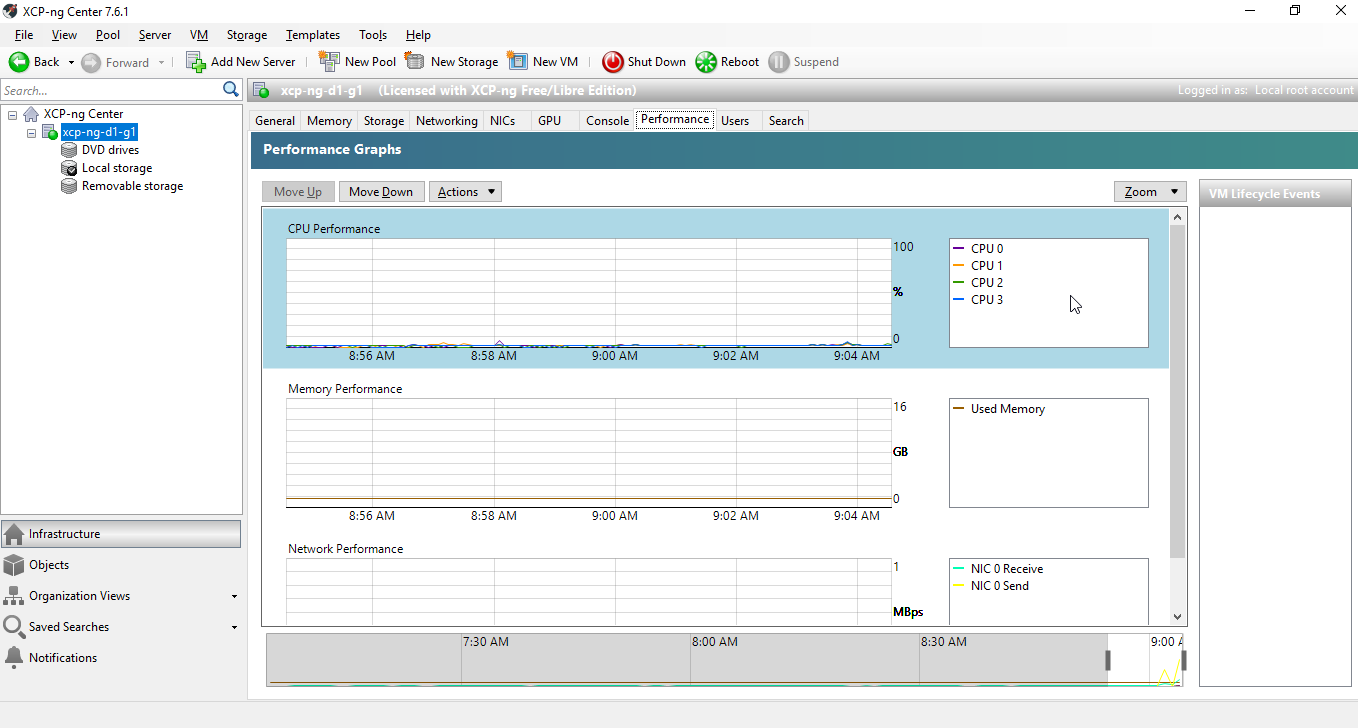 XCP-ng Center 7.6.1
File View Pool Server VM Storage Templates Tools Help
Back Forward Add New Server New Pool New Storage New VM Shut Down Reboot Suspend
Search...
xcp-ng-d1-g1 (Licensed with XCP-ng Free/Libre Edition) Logged in as: Local root account
XCP-ng Center
xcp-ng-d1-g1
DVD drives
Local storage
Removable storage
General Memory Storage Networking NICs GPU Console Performance Users Search
Performance Graphs
Move Up Move Down Actions Zoom
VM Lifecycle Events
CPU Performance
100
%
0
8:56 AM 8:58 AM 9:00 AM 9:02 AM 9:04 AM
CPU 0
CPU 1
CPU 2
CPU 3
Memory Performance
16
GB
0
8:56 AM 8:58 AM 9:00 AM 9:02 AM 9:04 AM
Used Memory
Network Performance
1
MBps
NIC 0 Receive
NIC 0 Send
7:30 AM 8:00 AM 8:30 AM 9:00 A
Infrastructure
Objects
Organization Views
Saved Searches
Notifications